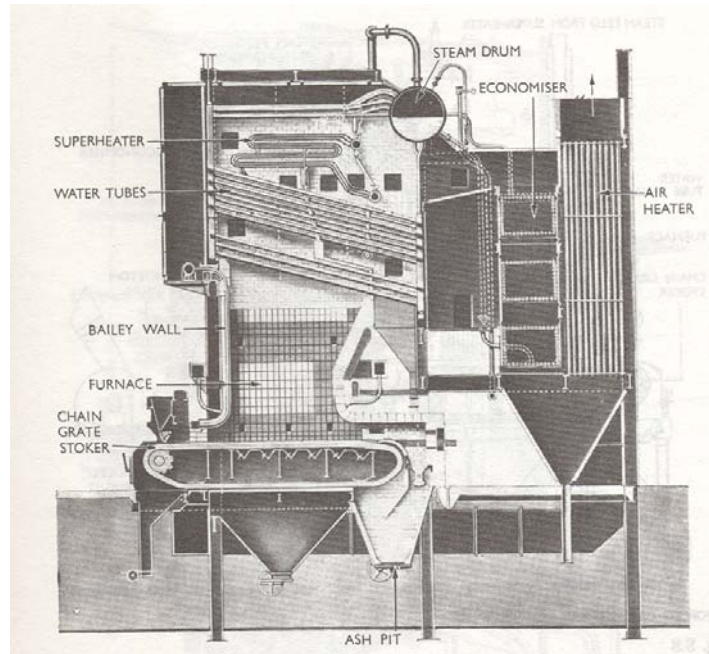 STEAM DRUM
ECONOMISER
SUPERHEATER
WATER TUBES
AIR
HEATER
BAILEY WALL
FURNACE
CHAIN
GRATE
STOKER
ASH PIT